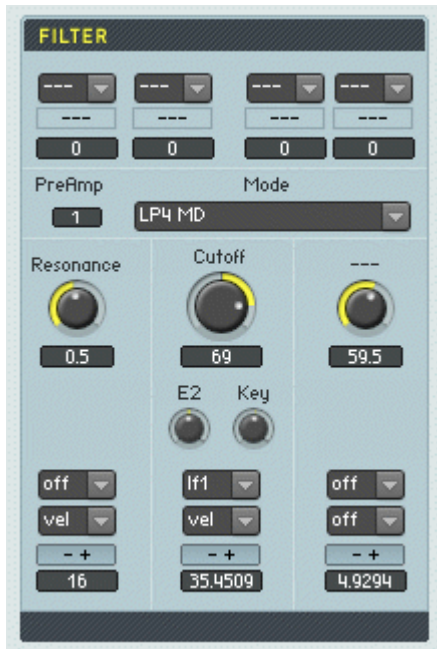 FILTER
--- --- --- ---
--- --- --- ---
0 0 0 0
PreAmp Mode
1 LP4 MD
Resonance Cutoff ---
0.5 69 59.5
E2 Key
off lf1 off
vel vel off
- + - + - +
16 35.4509 4.9294